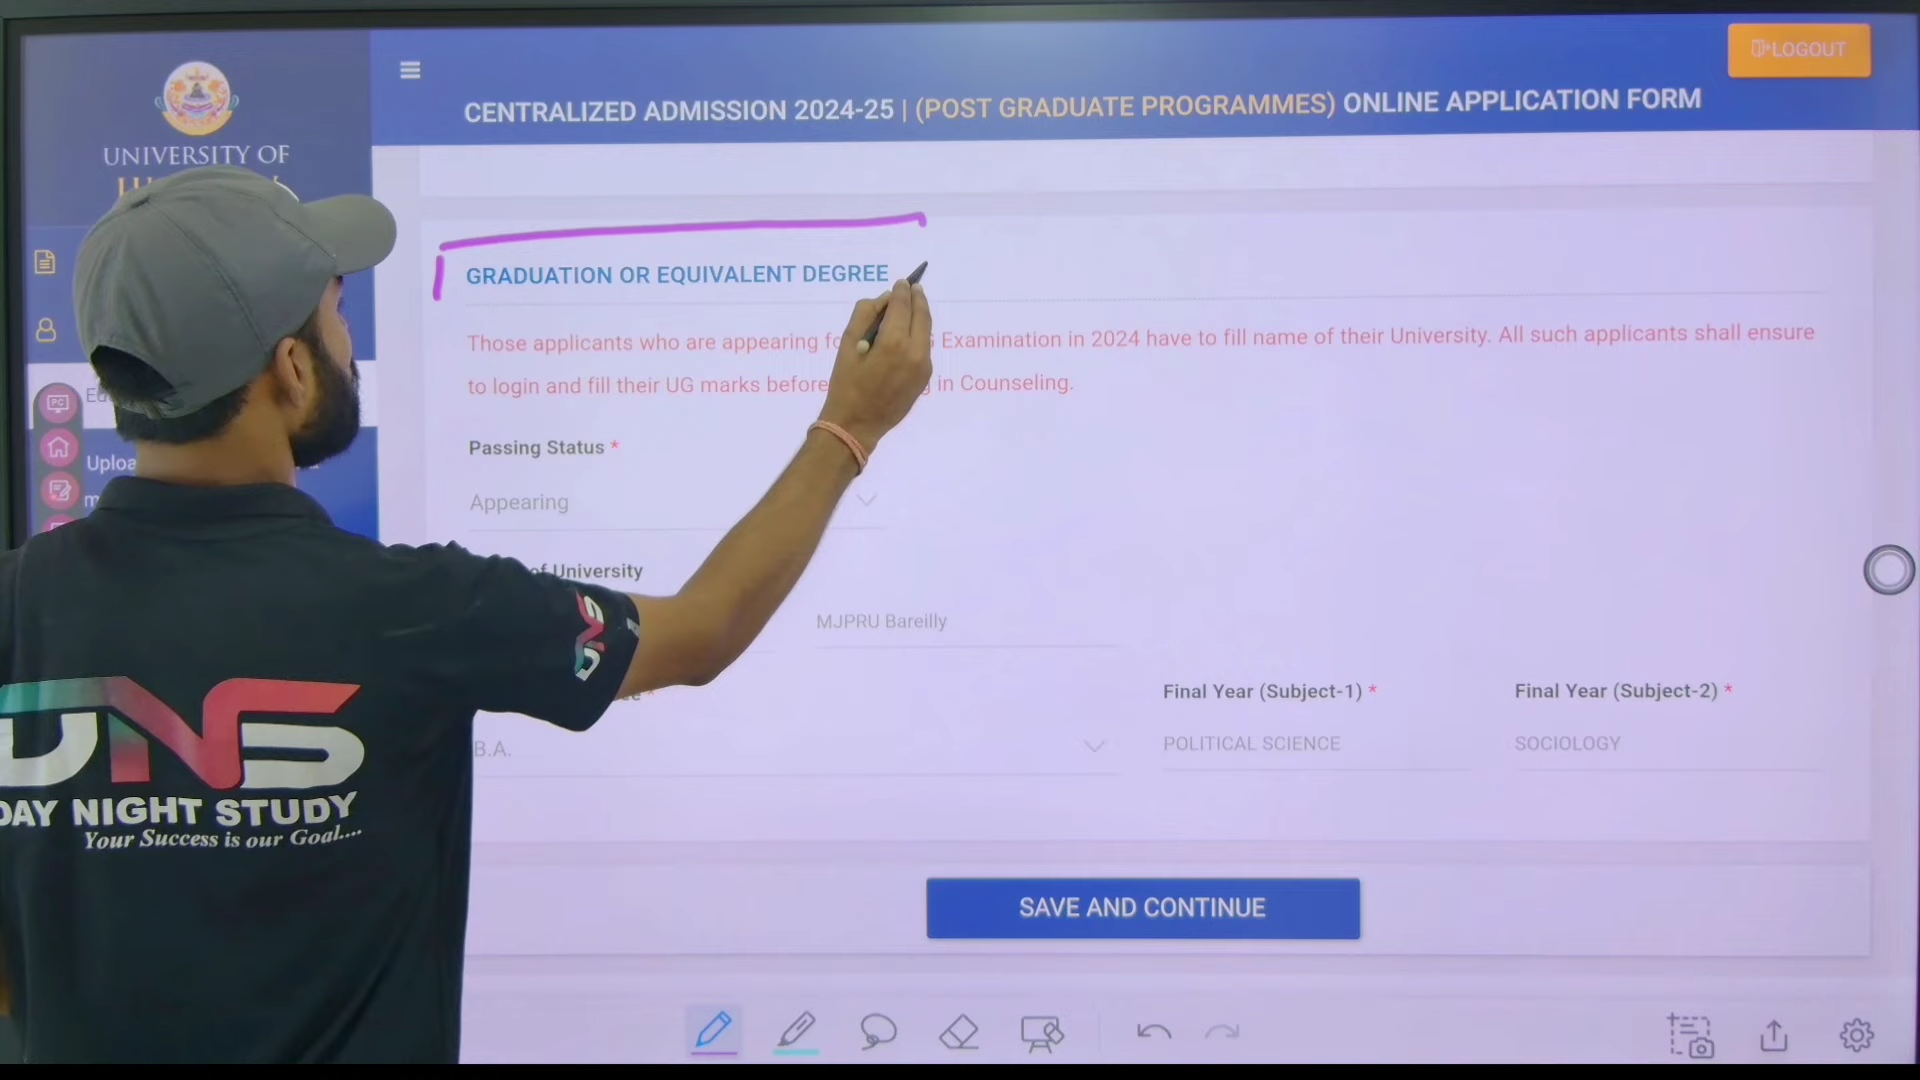 LOGOUT
CENTRALIZED ADMISSION 2024-25 | (POST GRADUATE PROGRAMMES) ONLINE APPLICATION FORM
UNIVERSITY OF
GRADUATION OR EQUIVALENT DEGREE
Those applicants who are appearing Examination in 2024 have to fill name of their University. All such applicants shall ensure
to login and fill their UG marks before in Counseling.
PC
Passing Status *
Appearing
of University
MJPRU Bareilly
Final Year (Subject-1) *
Final Year (Subject-2) *
B.A.
POLITICAL SCIENCE
SOCIOLOGY
SAVE AND CONTINUE
DNS
DNS
DAY NIGHT STUDY
Your Success is our Goal....